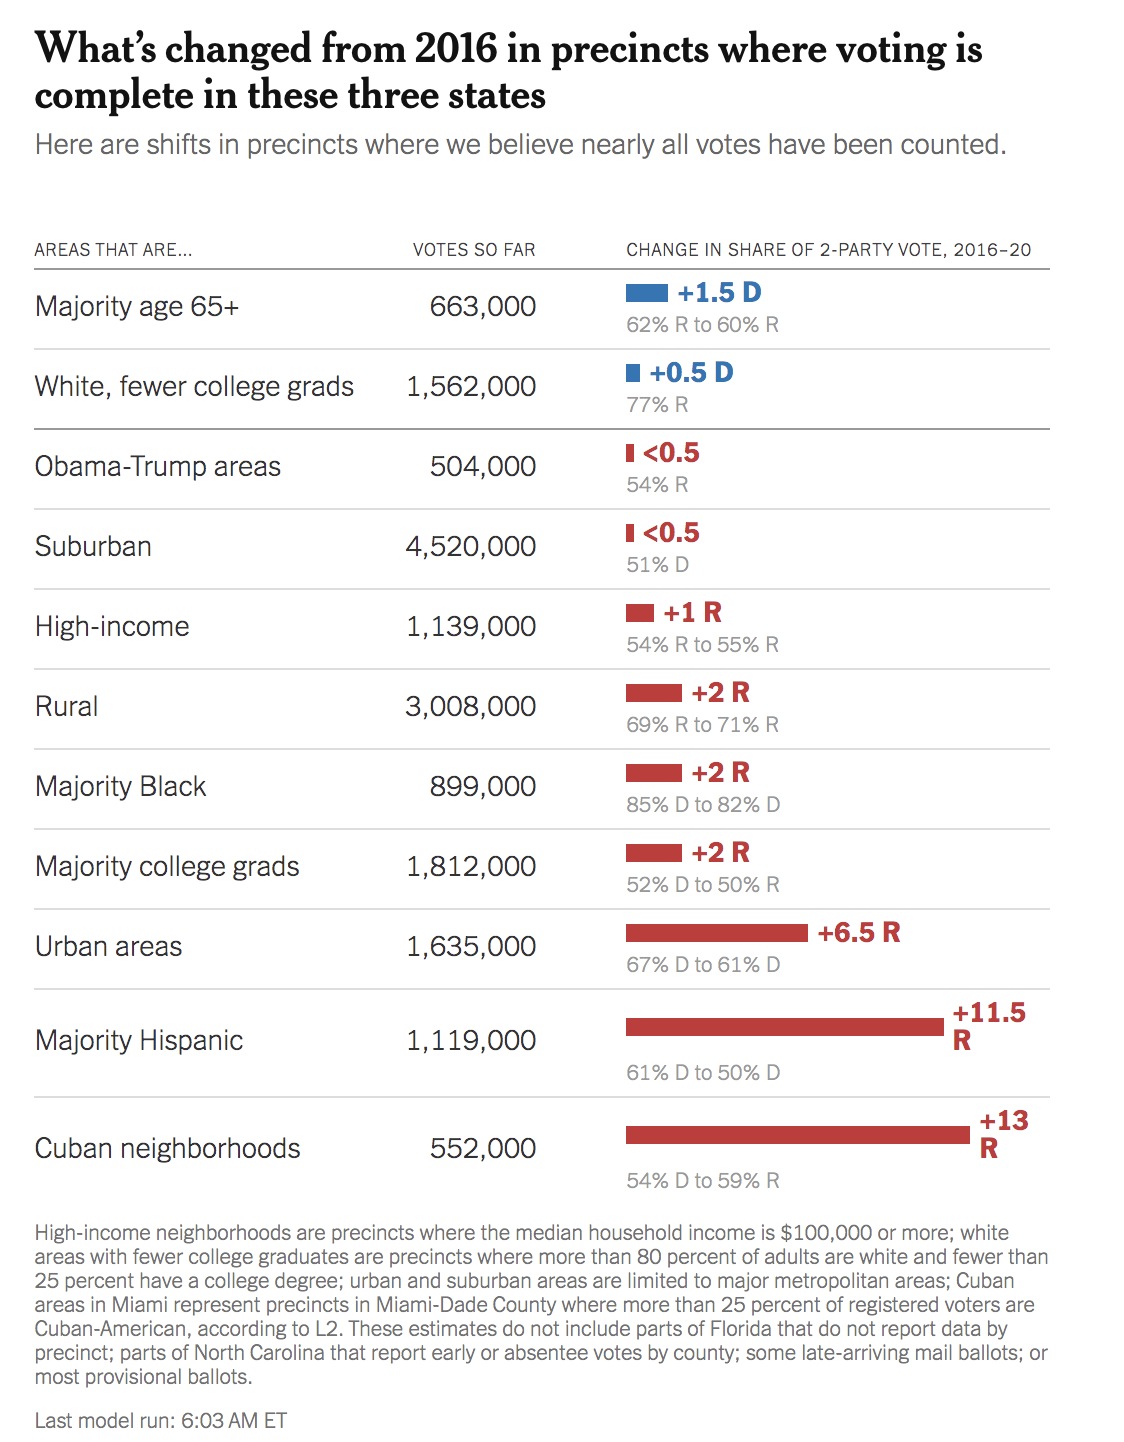 What's changed from 2016 in precincts where voting is
complete in these three states
Here are shifts in precincts where we believe nearly all votes have been counted.
AREAS THAT ARE... VOTES SO FAR CHANGE IN SHARE OF 2-PARTY VOTE, 2016–20
Majority age 65+ 663,000 +1.5 D
62% R to 60% R
White, fewer college grads 1,562,000 +0.5 D
77% R
Obama-Trump areas 504,000 <0.5
54% R
Suburban 4,520,000 <0.5
51% D
High-income 1,139,000 +1 R
54% R to 55% R
Rural 3,008,000 +2 R
69% R to 71% R
Majority Black 899,000 +2 R
85% D to 82% D
Majority college grads 1,812,000 +2 R
52% D to 50% R
Urban areas 1,635,000 +6.5 R
67% D to 61% D
Majority Hispanic 1,119,000 +11.5
R
61% D to 50% D
Cuban neighborhoods 552,000 +13
R
54% D to 59% R
High-income neighborhoods are precincts where the median household income is $100,000 or more; white
areas with fewer college graduates are precincts where more than 80 percent of adults are white and fewer than
25 percent have a college degree; urban and suburban areas are limited to major metropolitan areas; Cuban
areas in Miami represent precincts in Miami-Dade County where more than 25 percent of registered voters are
Cuban-American, according to L2. These estimates do not include parts of Florida that do not report data by
precinct; parts of North Carolina that report early or absentee votes by county; some late-arriving mail ballots; or
most provisional ballots.
Last model run: 6:03 AM ET